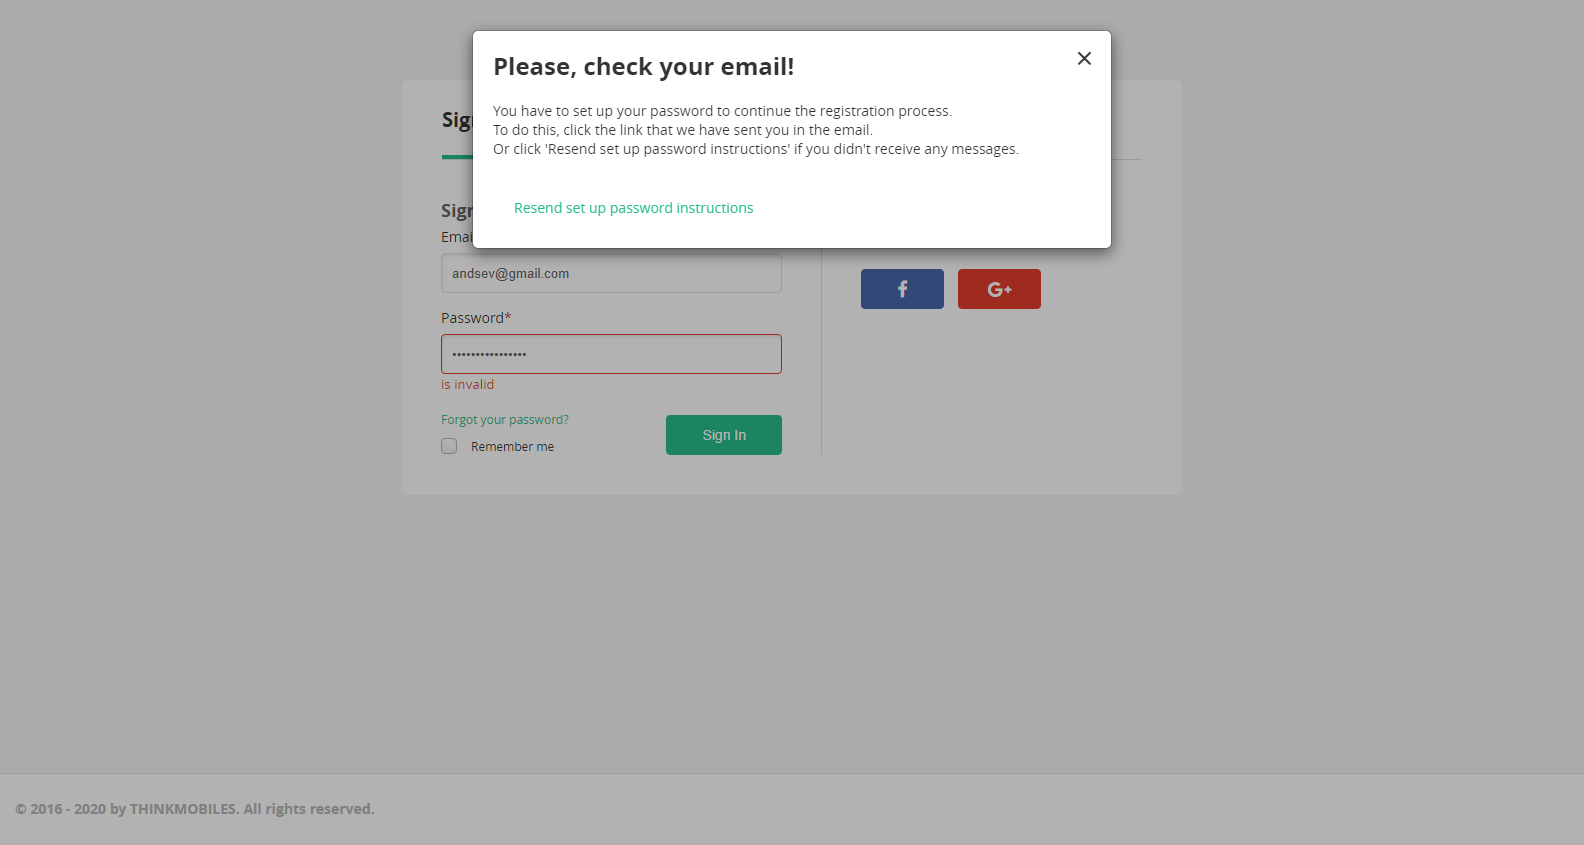 Please, check your email!
You have to set up your password to continue the registration process.
To do this, click the link that we have sent you in the email.
Or click 'Resend set up password instructions' if you didn't receive any messages.
Resend set up password instructions
andsev@gmail.com
Password*
••••••••••••••••
is invalid
Forgot your password?
Remember me
Sign In
f
G+
© 2016 - 2020 by THINKMOBILES. All rights reserved.